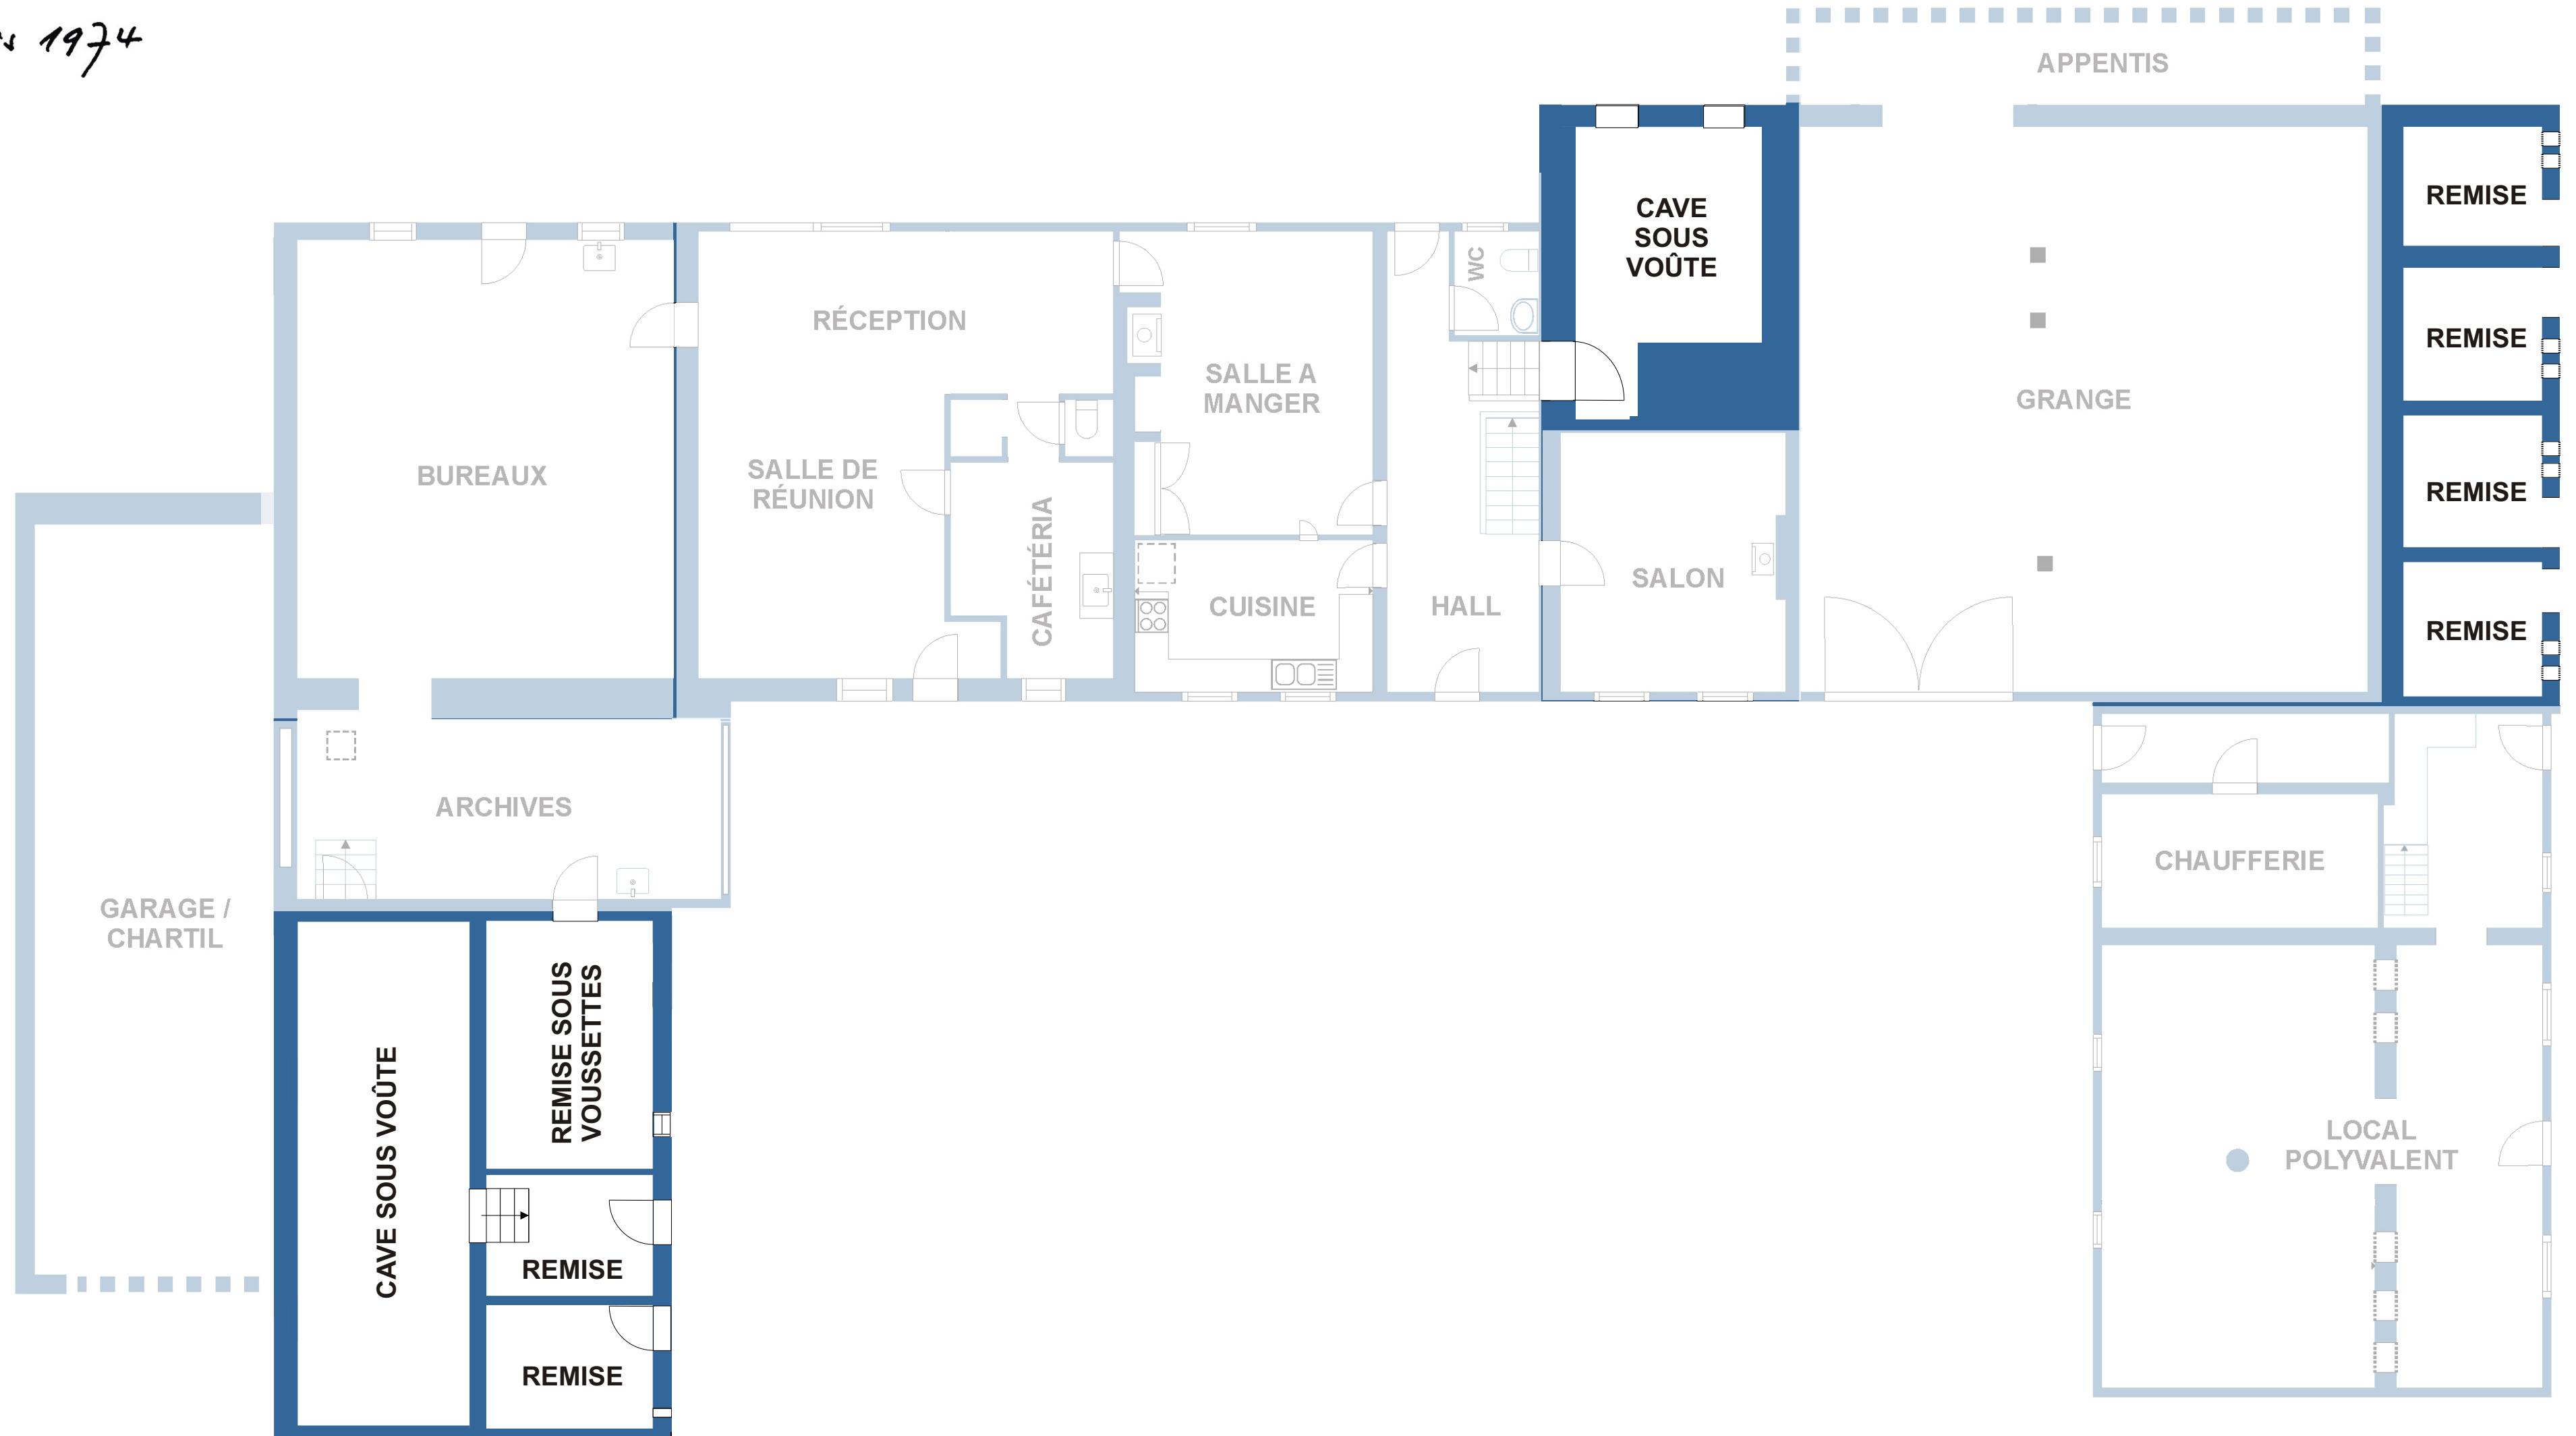 1974
APPENTIS
CAVE
SOUS
VOÛTE
REMISE
REMISE
REMISE
REMISE
GRANGE
WC
RÉCEPTION
SALLE A
MANGER
BUREAUX
SALLE DE
RÉUNION
CAFÉTÉRIA
CUISINE
HALL
SALON
ARCHIVES
CHAUFFERIE
GARAGE /
CHARTIL
CAVE SOUS VOÛTE
REMISE SOUS
VOUSSETTES
REMISE
REMISE
LOCAL
POLYVALENT